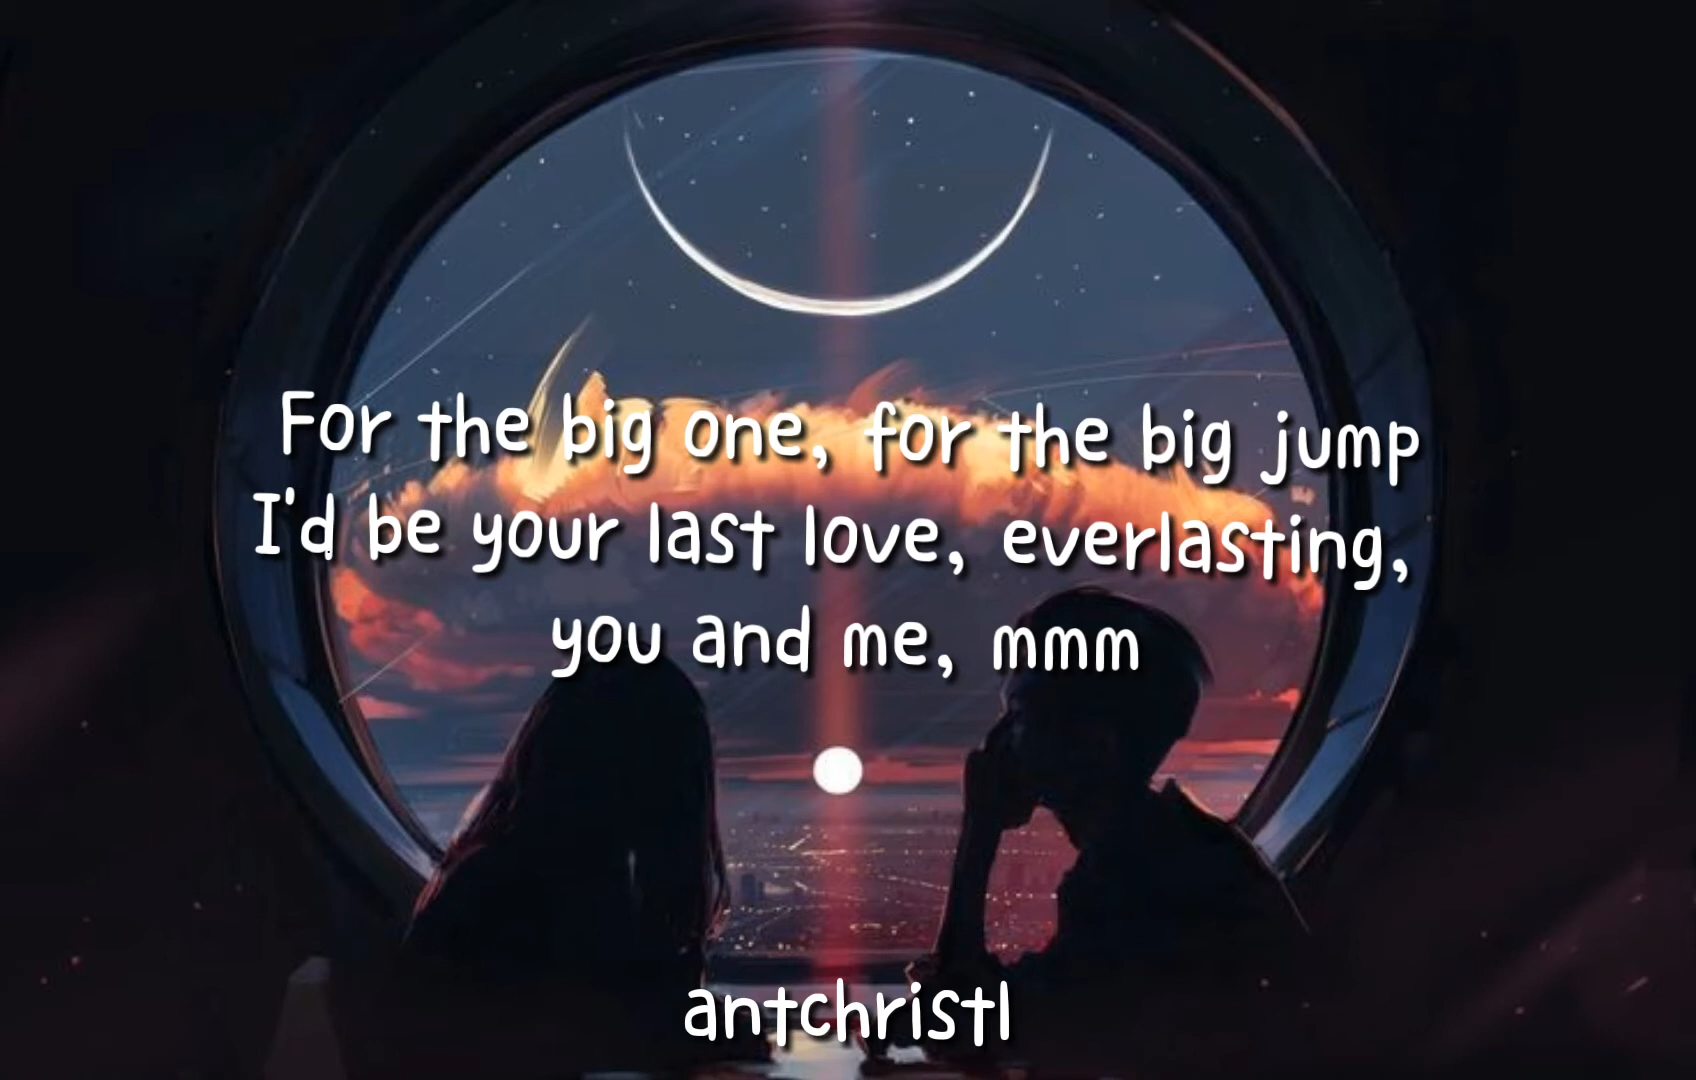 For the big one, for the big jump
I'd be your last love, everlasting,
you and me, mmm
antchristl